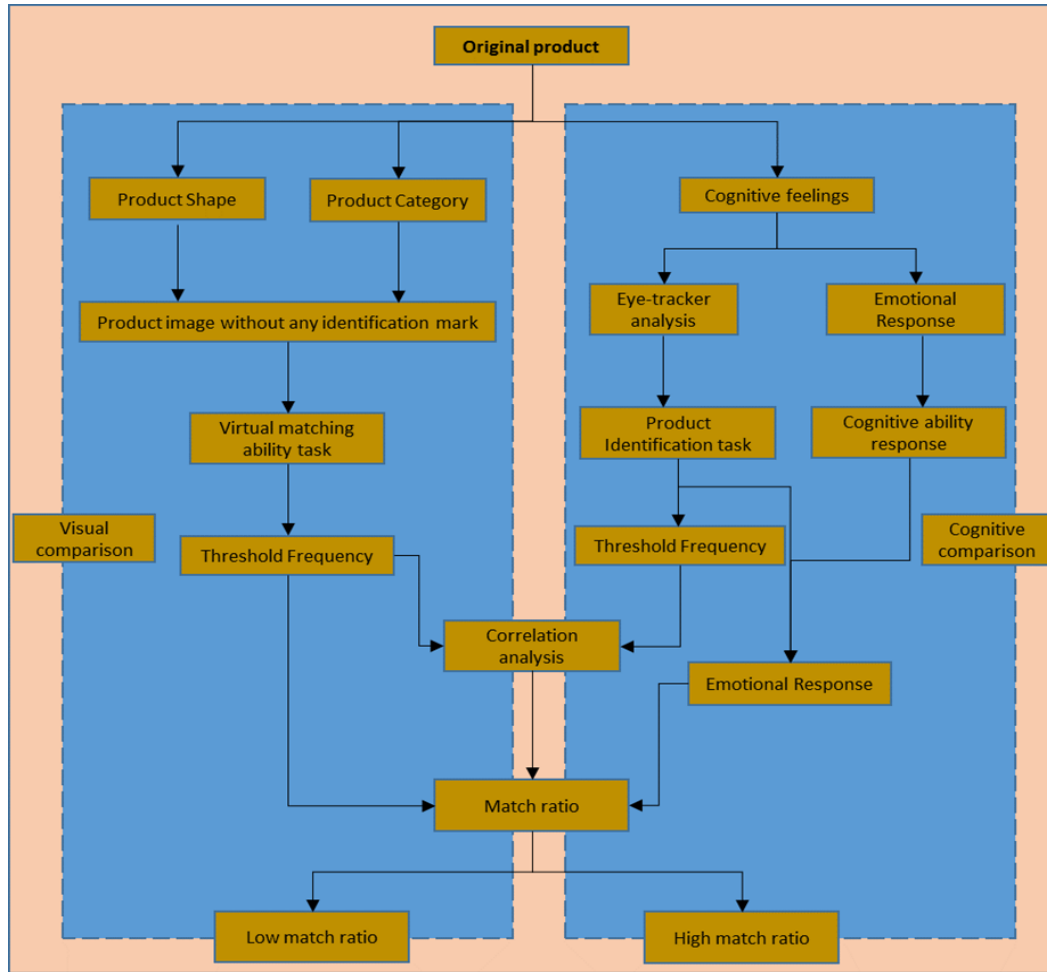 Original product
Product Shape
Product Category
Cognitive feelings
Product image without any identification mark
Eye-tracker
analysis
Emotional
Response
Virtual matching
ability task
Product
Identification task
Cognitive ability
response
Visual
comparison
Threshold Frequency
Threshold Frequency
Cognitive
comparison
Correlation
analysis
Emotional Response
Match ratio
Low match ratio
High match ratio